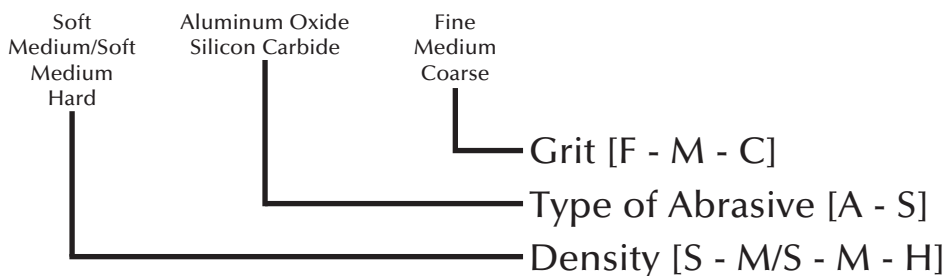 Soft
Medium/Soft
Medium
Hard
Aluminum Oxide
Silicon Carbide
Fine
Medium
Coarse
Grit [F - M - C]
Type of Abrasive [A - S]
Density [S - M/S - M - H]